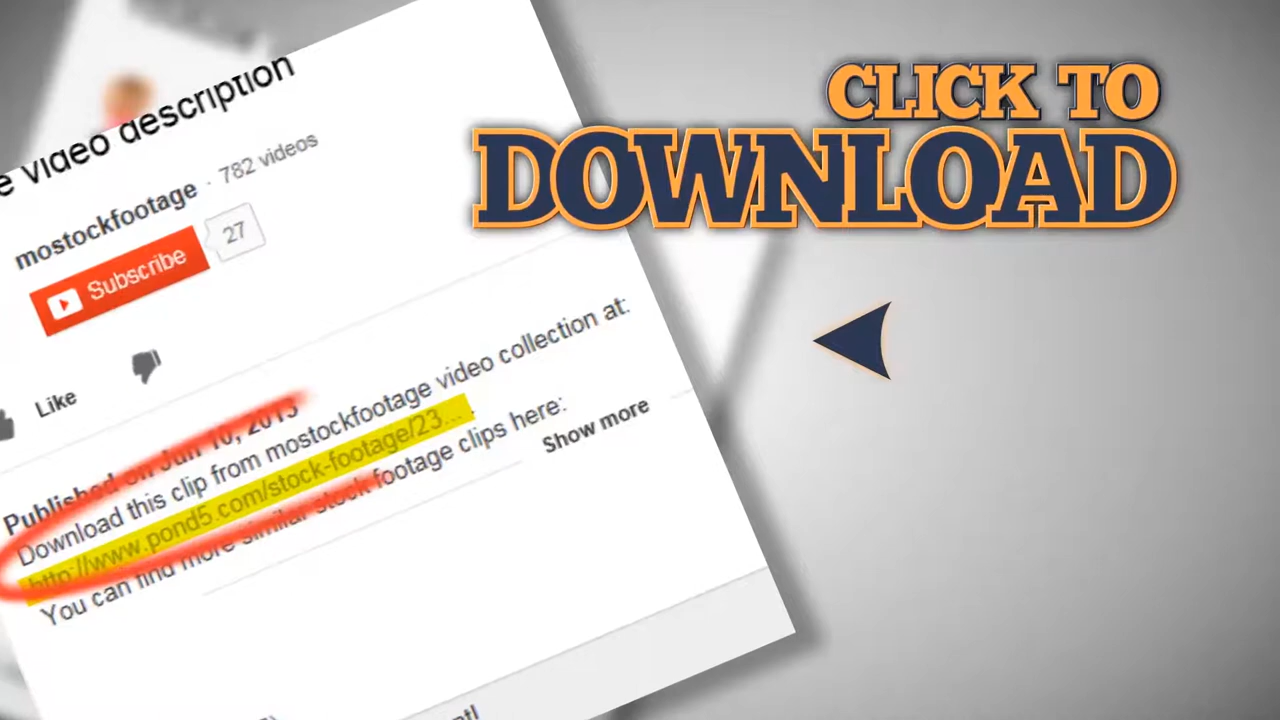 CLICK TO
DOWNLOAD
e video description
mostockfootage · 782 videos
Subscribe 27
Like
Published on Jun 10, 2013
Download this clip from mostockfootage video collection at:
http://www.pond5.com/stock-footage/23... .
You can find more similar stock footage clips here:
Show more